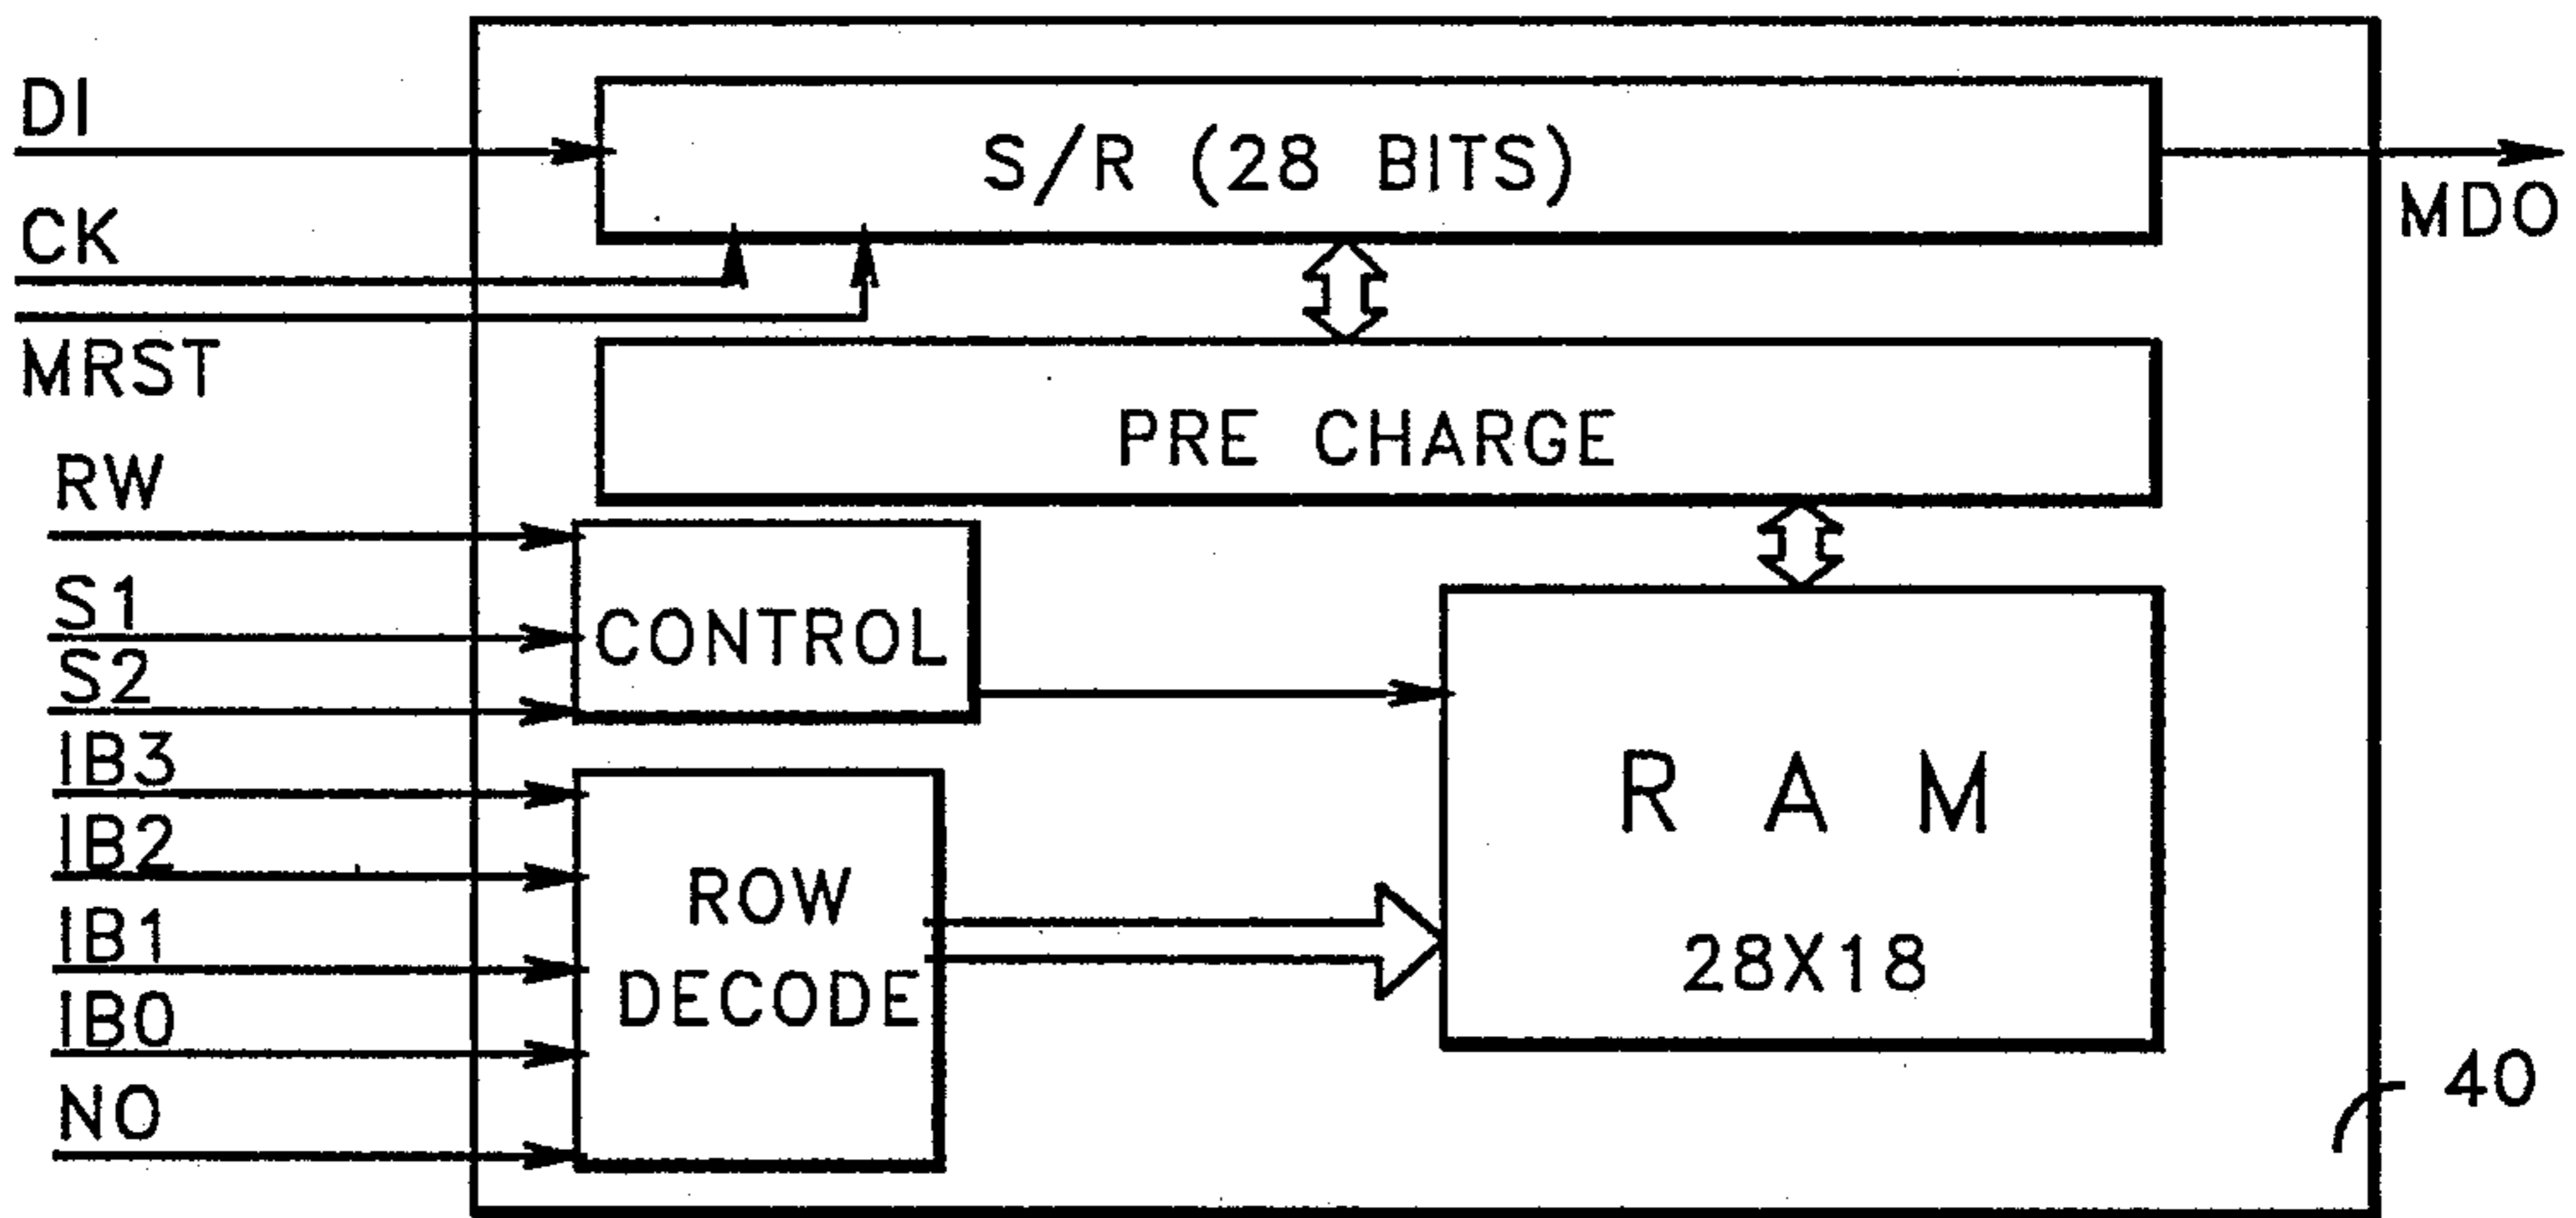 DI
S/R (28 BITS)
MDO
CK
MRST
PRE CHARGE
RW
S1
CONTROL
S2
IB3
IB2
IB1
IB0
NO
ROW
DECODE
R A M
28X18
40